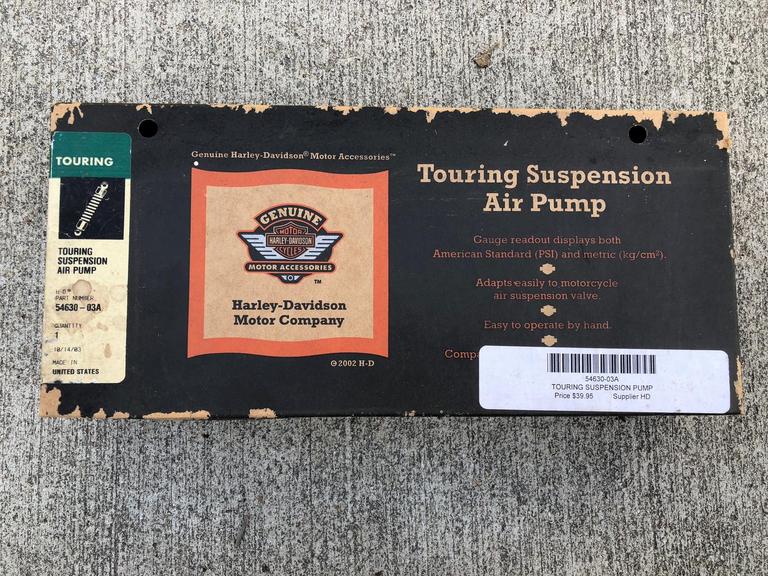 TOURING
TOURING
SUSPENSION
AIR PUMP
H-D®
PART NUMBER
54630-03A
QUANTITY
1
10/14/03
MADE IN
UNITED STATES
Genuine Harley-Davidson® Motor Accessories™
GENUINE
MOTOR
HARLEY-DAVIDSON
CYCLES
MOTOR ACCESSORIES
™
Harley-Davidson
Motor Company
© 2002 H-D
Touring Suspension
Air Pump
Gauge readout displays both
American Standard (PSI) and metric (kg/cm²).
Adapts easily to motorcycle
air suspension valve.
Easy to operate by hand.
54630-03A
TOURING SUSPENSION PUMP
Price $39.95 Supplier HD